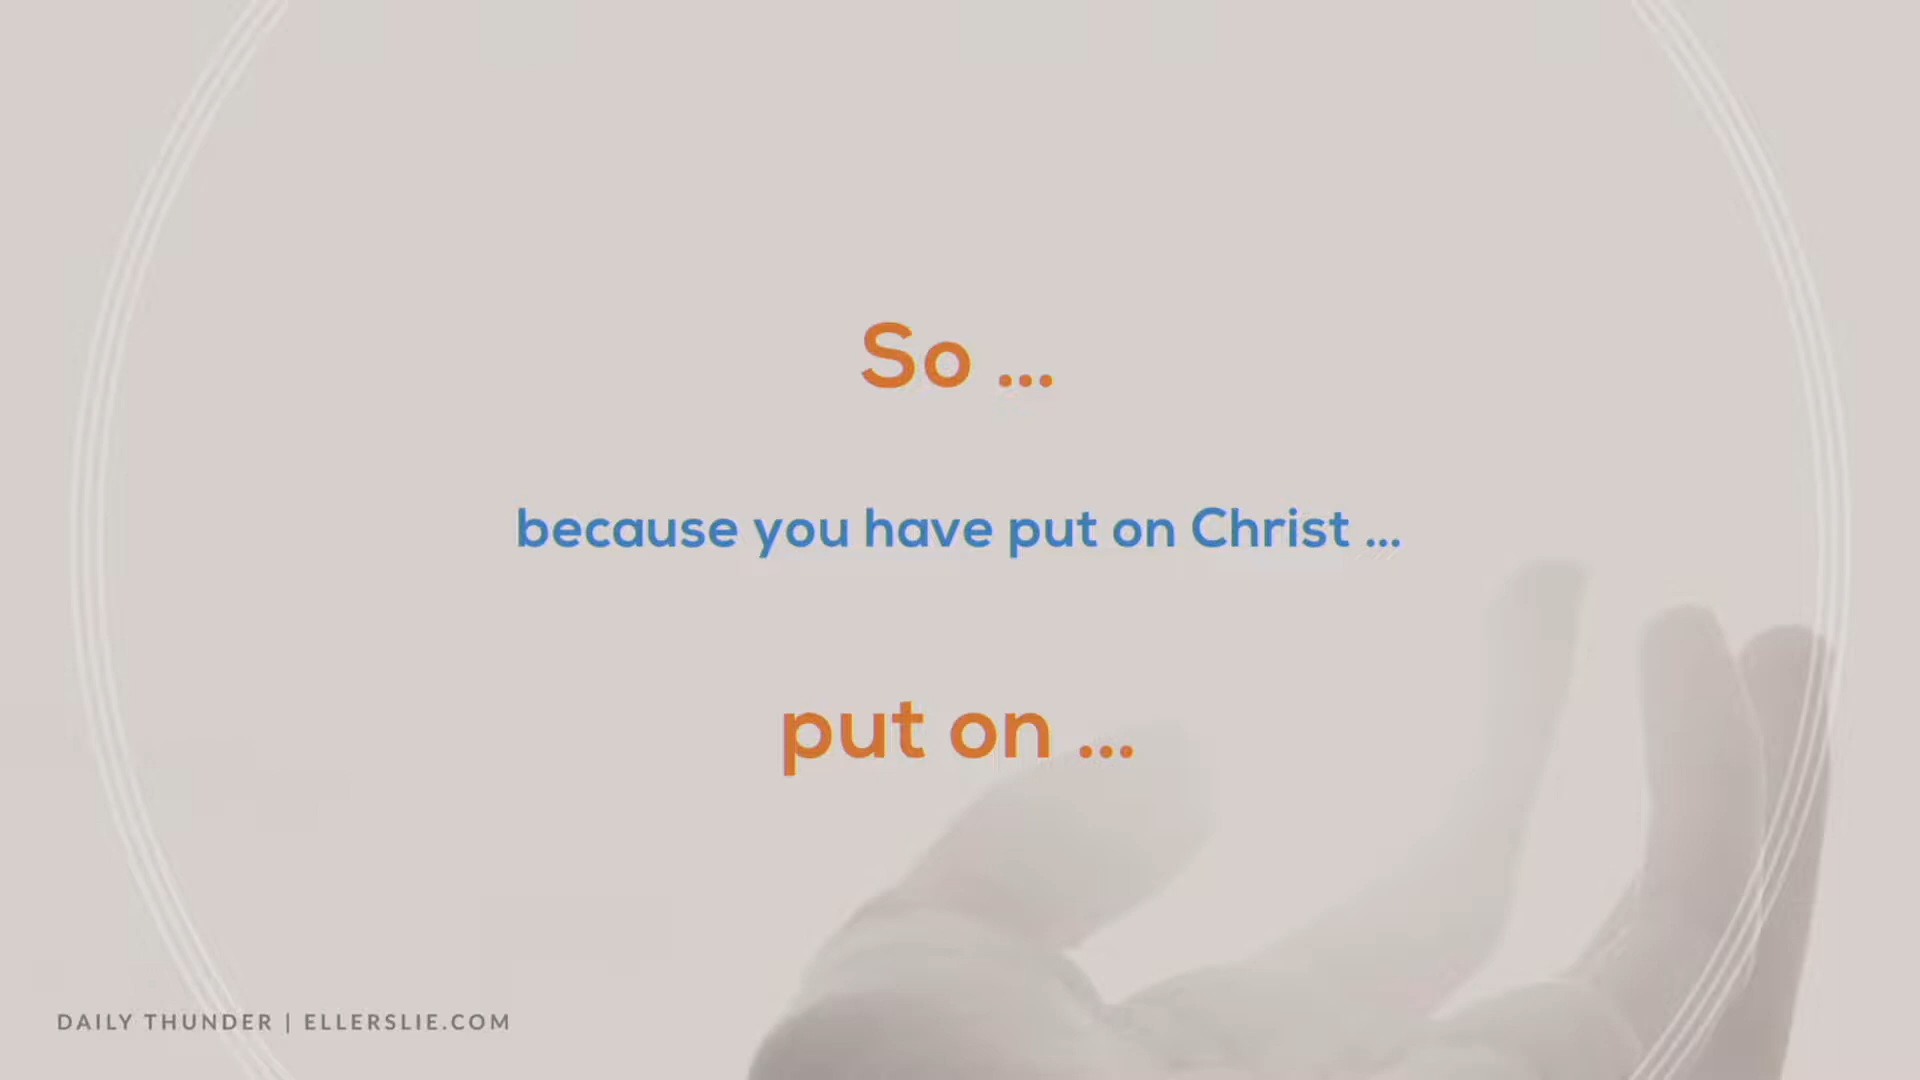 So ...
because you have put on Christ ...
put on ...
DAILY THUNDER | ELLERSLIE.COM